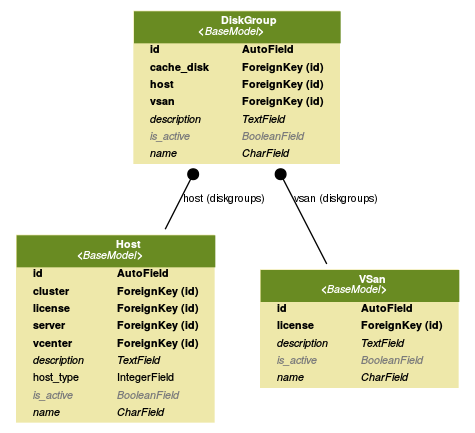 DiskGroup
<BaseModel>
id AutoField
cache_disk ForeignKey (id)
host ForeignKey (id)
vsan ForeignKey (id)
description TextField
is_active BooleanField
name CharField
host (diskgroups)
vsan (diskgroups)
Host
<BaseModel>
id AutoField
cluster ForeignKey (id)
license ForeignKey (id)
server ForeignKey (id)
vcenter ForeignKey (id)
description TextField
host_type IntegerField
is_active BooleanField
name CharField
VSan
<BaseModel>
id AutoField
license ForeignKey (id)
description TextField
is_active BooleanField
name CharField